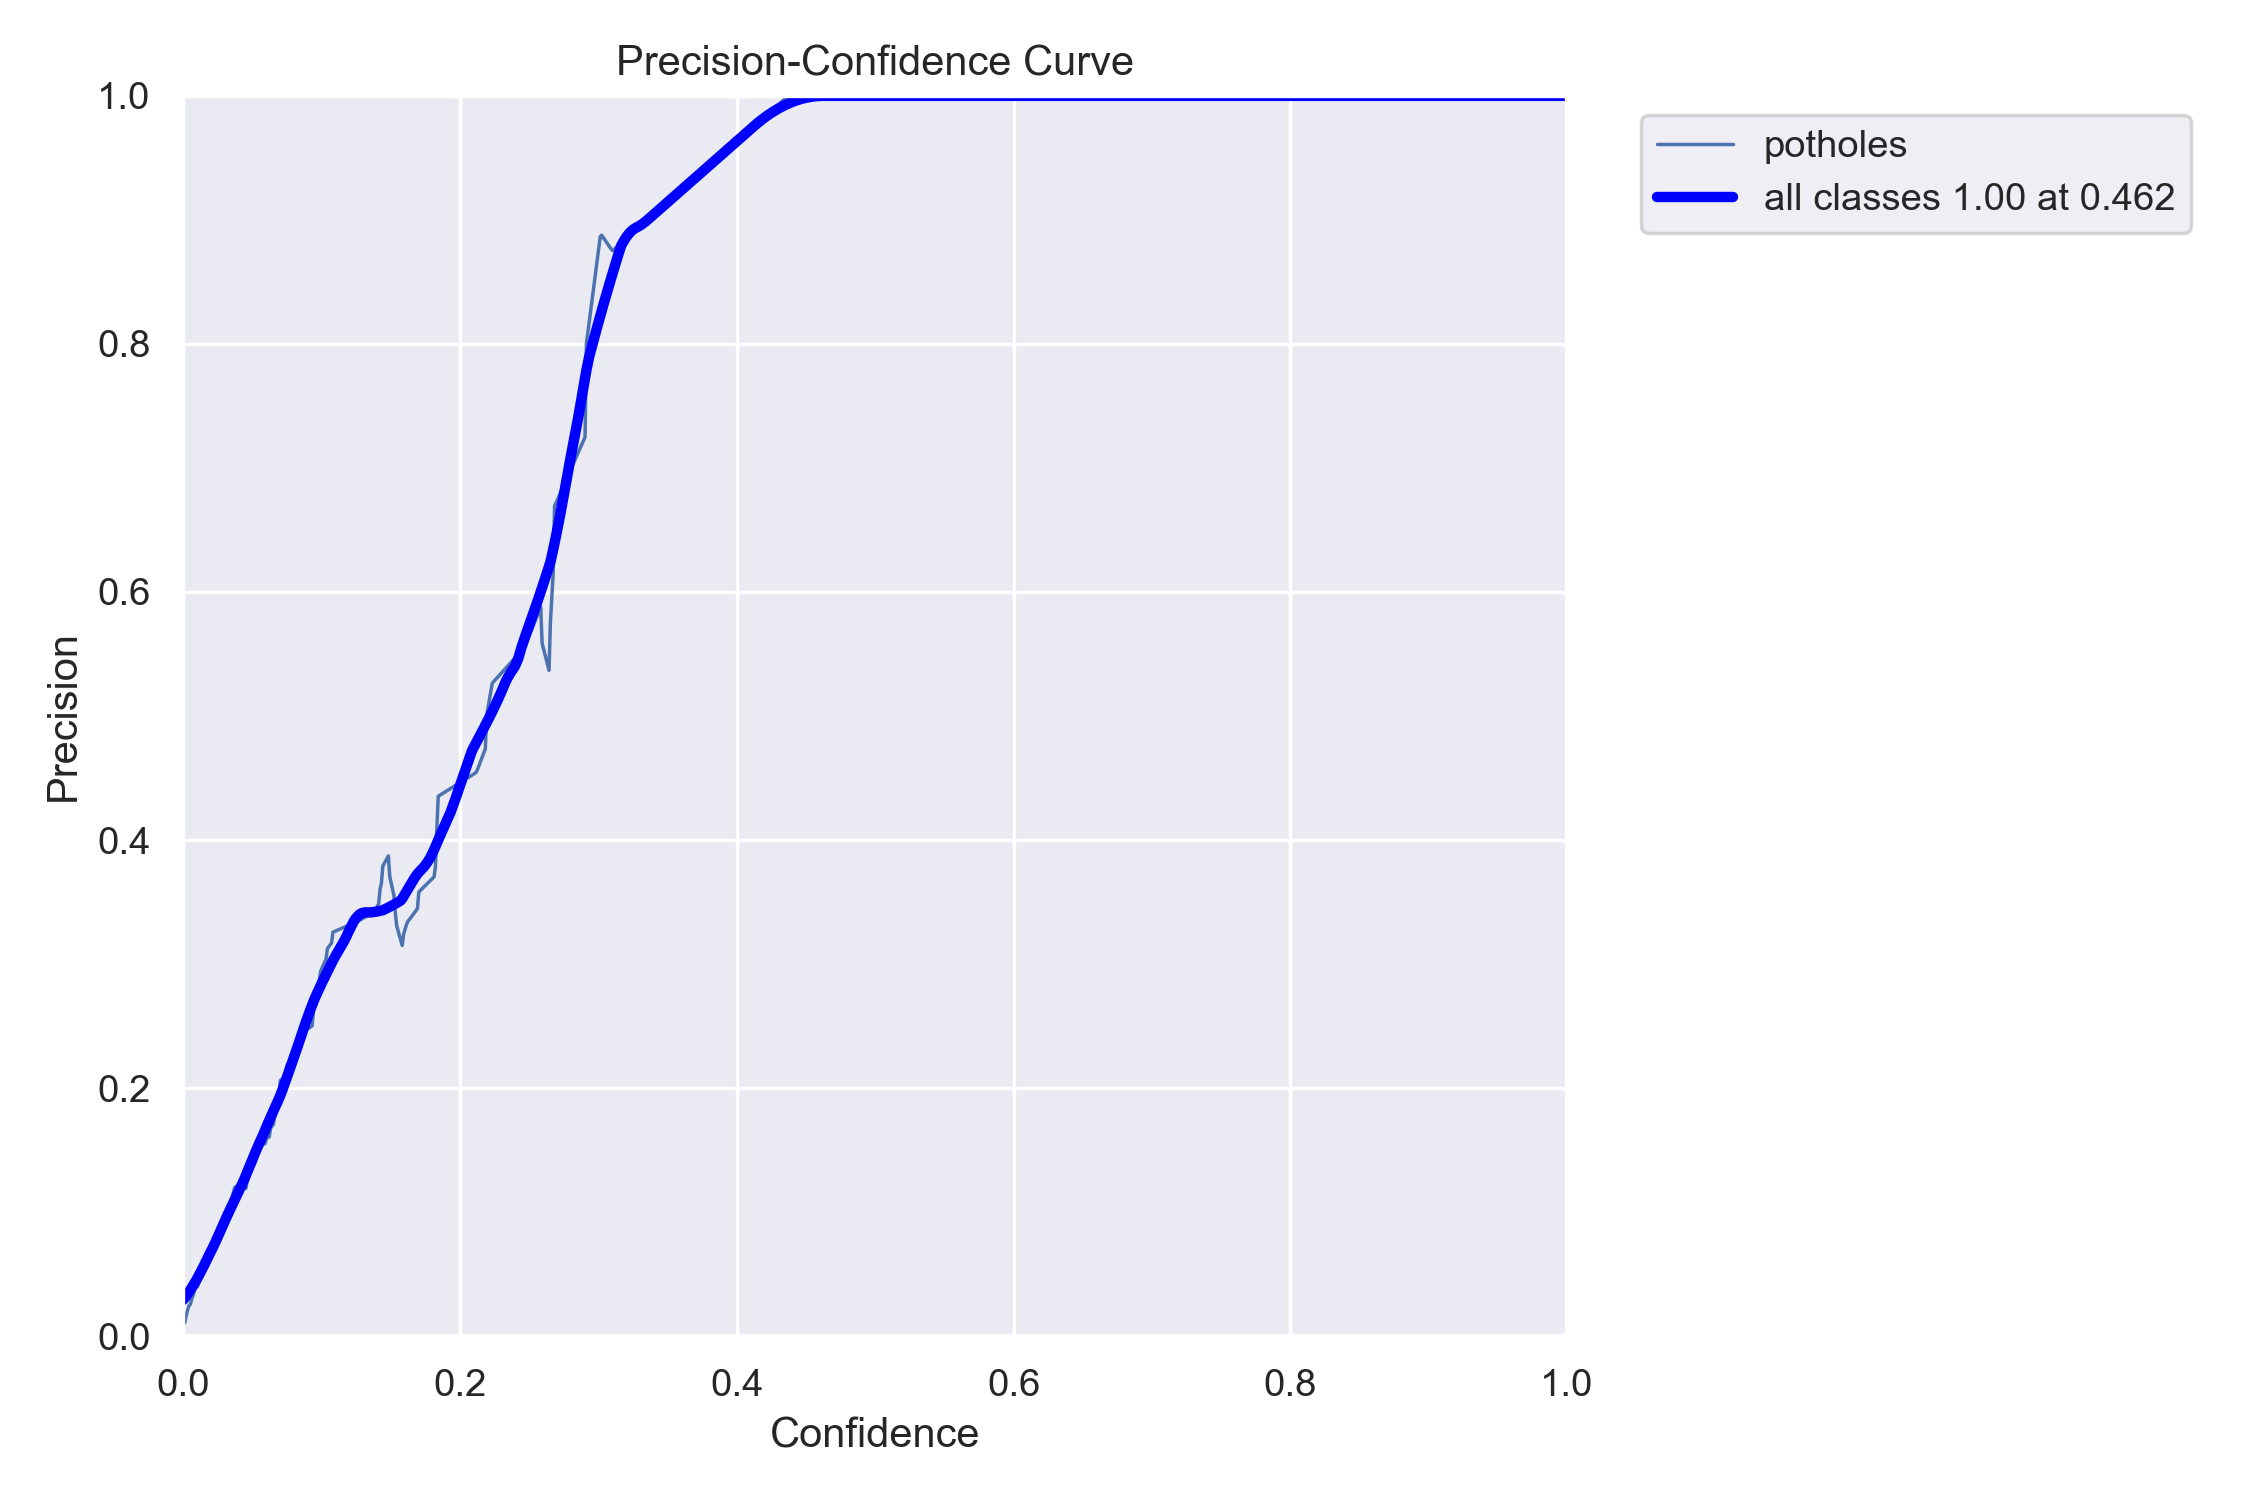 Precision-Confidence Curve
1.0
0.8
0.6
0.4
0.2
0.0
Precision
0.0 0.2 0.4 0.6 0.8 1.0
Confidence
potholes
all classes 1.00 at 0.462